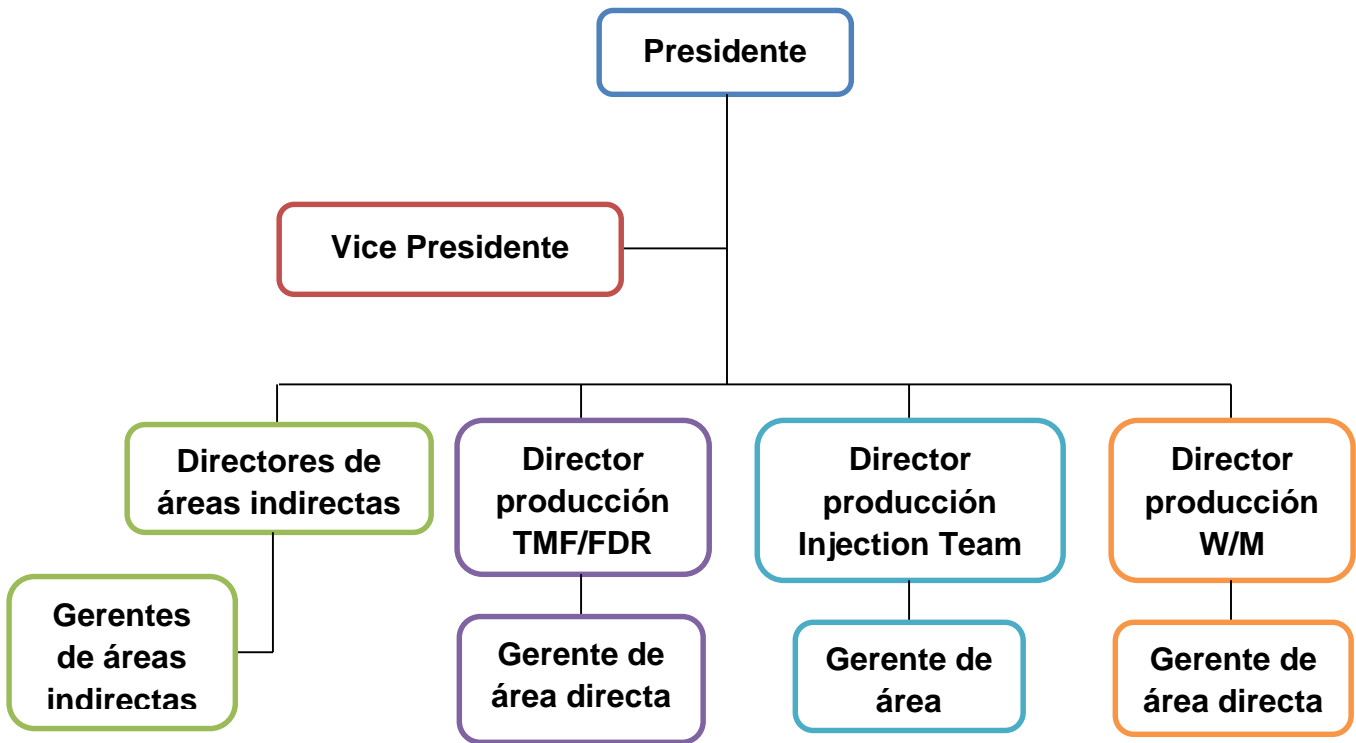 Presidente
Vice Presidente
Directores de
áreas indirectas
Director
producción
TMF/FDR
Director
producción
Injection Team
Director
producción
W/M
Gerentes
de áreas
indirectas
Gerente de
área directa
Gerente de
área
Gerente de
área directa